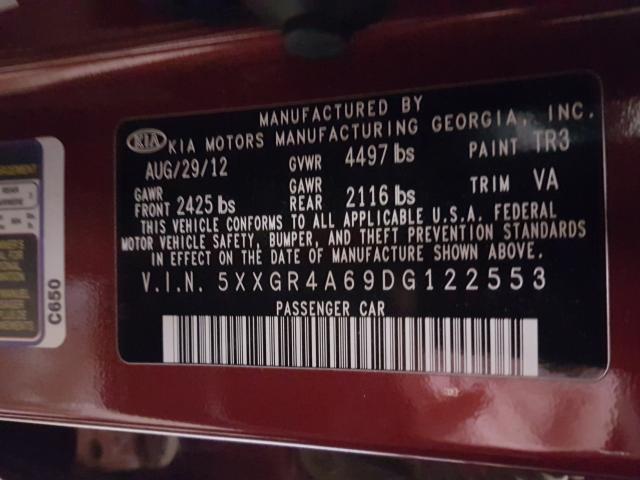 MANUFACTURED BY
KIA KIA MOTORS MANUFACTURING GEORGIA, INC.
AUG/29/12 GVWR 4497 lbs PAINT TR3
GAWR FRONT 2425 lbs GAWR REAR 2116 lbs TRIM VA
THIS VEHICLE CONFORMS TO ALL APPLICABLE U.S.A. FEDERAL
MOTOR VEHICLE SAFETY, BUMPER, AND THEFT PREVENTION STANDARDS
IN EFFECT ON THE DATE OF MANUFACTURE SHOWN ABOVE.
V.I.N. 5XXGR4A69DG122553
PASSENGER CAR
C650